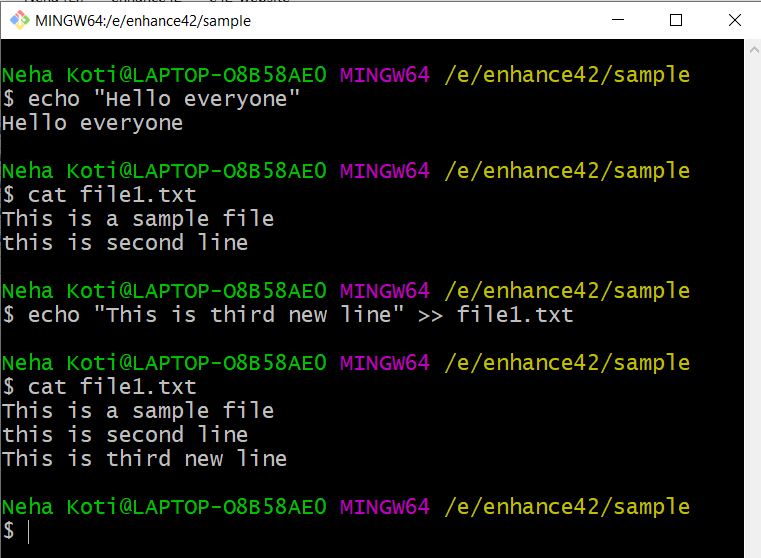 MINGW64:/e/enhance42/sample
Neha Koti@LAPTOP-O8B58AE0 MINGW64 /e/enhance42/sample
$ echo "Hello everyone"
Hello everyone
Neha Koti@LAPTOP-O8B58AE0 MINGW64 /e/enhance42/sample
$ cat file1.txt
This is a sample file
this is second line
Neha Koti@LAPTOP-O8B58AE0 MINGW64 /e/enhance42/sample
$ echo "This is third new line" >> file1.txt
Neha Koti@LAPTOP-O8B58AE0 MINGW64 /e/enhance42/sample
$ cat file1.txt
This is a sample file
this is second line
This is third new line
Neha Koti@LAPTOP-O8B58AE0 MINGW64 /e/enhance42/sample
$